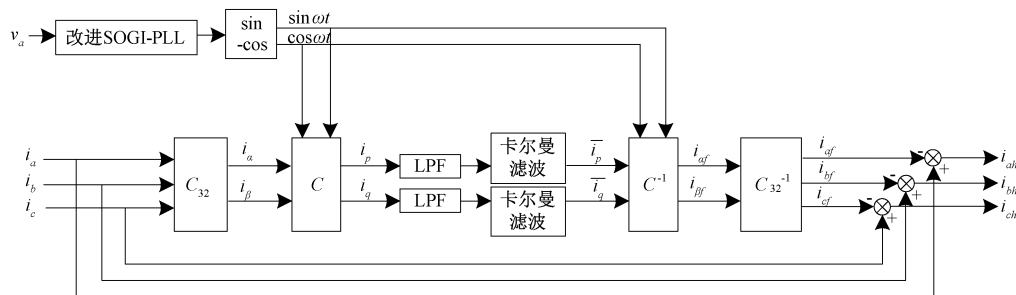 v_a
改进SOGI-PLL
sin
-cos
sinωt
cosωt
i_a
i_b
i_c
C_32
i_α
i_β
C
i_p
i_q
LPF
LPF
卡尔曼
滤波
卡尔曼
滤波
i̅_p
i̅_q
C^-1
i_αf
i_βf
C_32^-1
i_af
i_bf
i_cf
-
+
-
+
-
+
i_ah
i_bh
i_ch